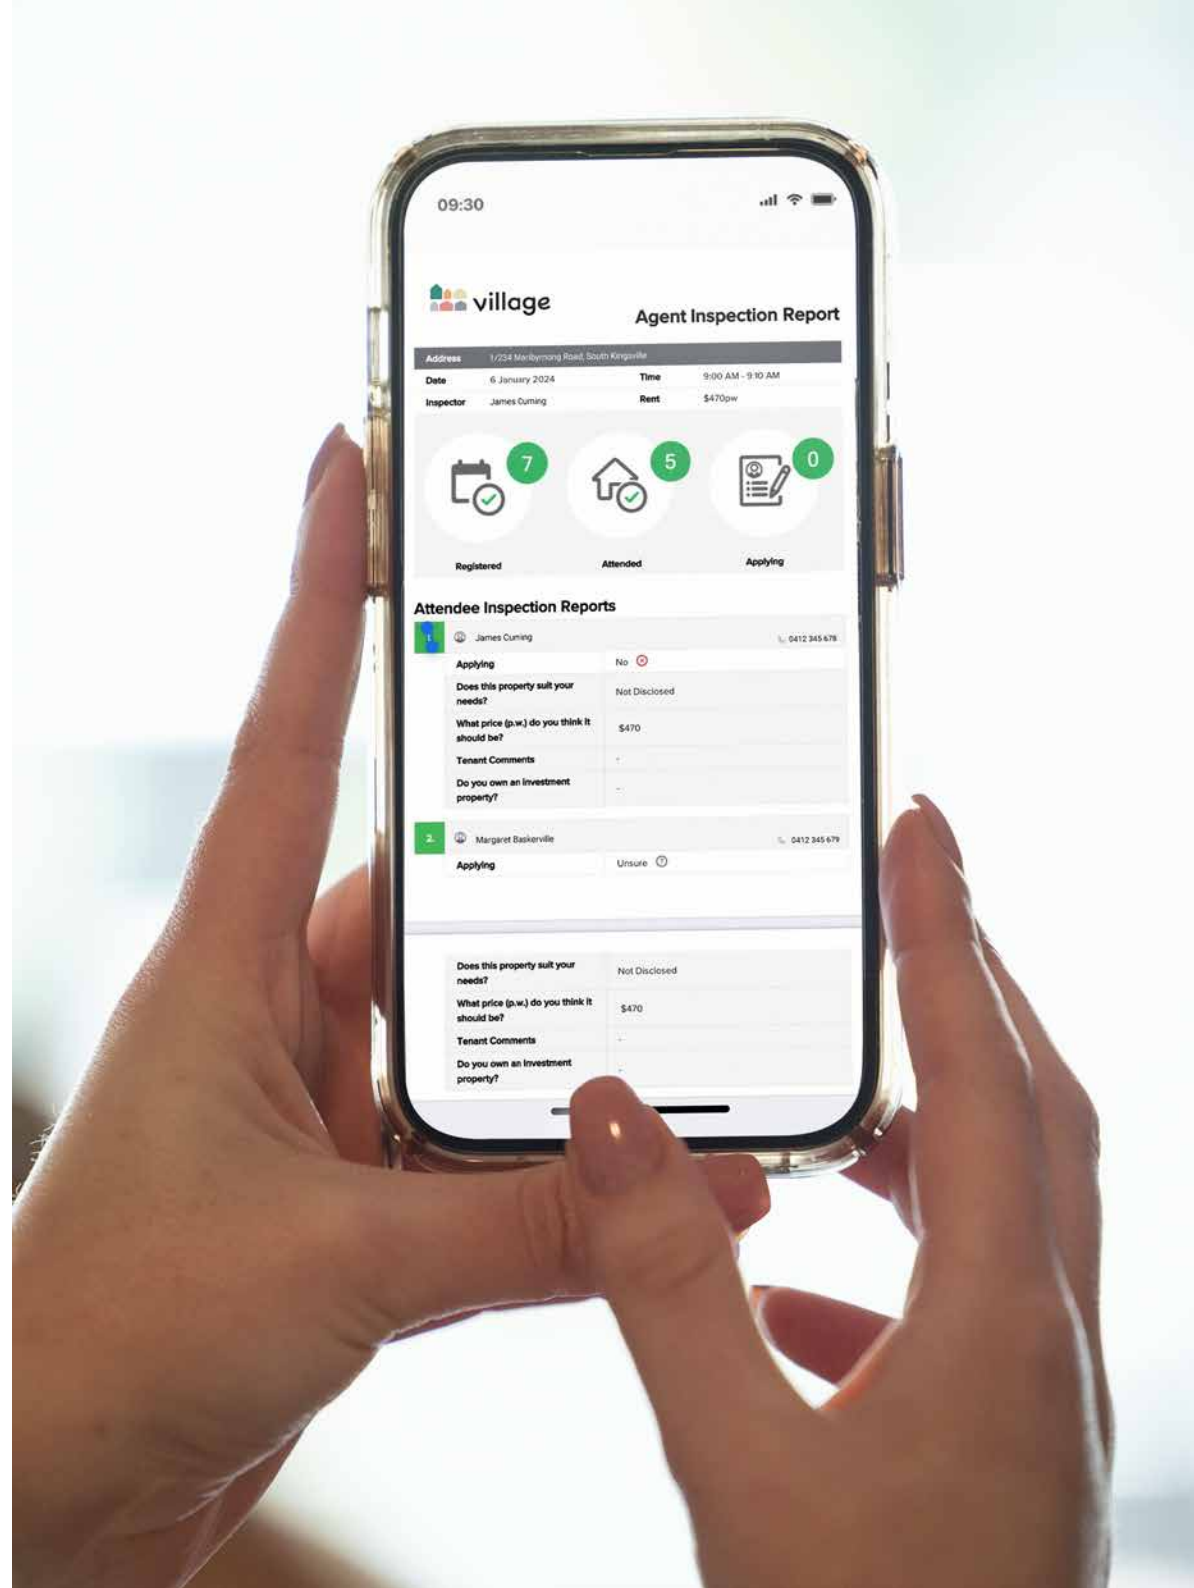 09:30
village
Agent Inspection Report
Address 1/234 Maribyrnong Road, South Kingsville
Date 6 January 2024 Time 9:00 AM - 9:10 AM
Inspector James Cuming Rent $470pw
7 5 0
Registered Attended Applying
Attendee Inspection Reports
1. James Cuming 0412 345 678
Applying No
Does this property suit your
needs?
Not Disclosed
What price (p.w.) do you think it
should be?
$470
Tenant Comments -
Do you own an investment
property?
-
2. Margaret Baskerville 0412 345 679
Applying Unsure
Does this property suit your
needs?
Not Disclosed
What price (p.w.) do you think it
should be?
$470
Tenant Comments -
Do you own an investment
property?
-